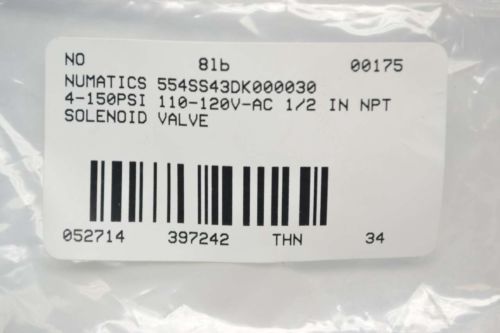 NO 8lb 00175
NUMATICS 554SS43DK000030
4-150PSI 110-120V-AC 1/2 IN NPT
SOLENOID VALVE
052714 397242 THN 34